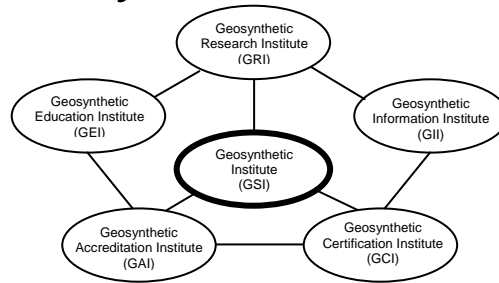 Geosynthetic
Research Institute
(GRI)
Geosynthetic
Education Institute
(GEI)
Geosynthetic
Information Institute
(GII)
Geosynthetic
Institute
(GSI)
Geosynthetic
Accreditation Institute
(GAI)
Geosynthetic
Certification Institute
(GCI)